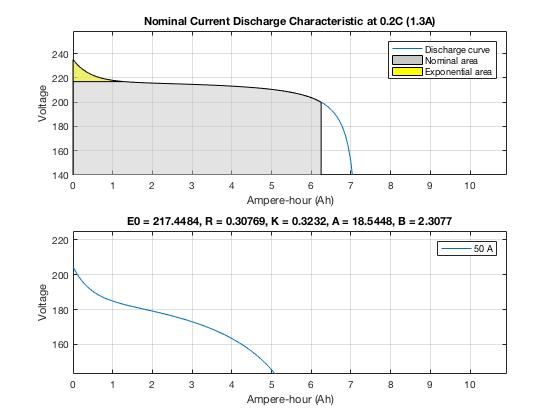 Nominal Current Discharge Characteristic at 0.2C (1.3A)
Voltage
240
220
200
180
160
140
Discharge curve
Nominal area
Exponential area
0 1 2 3 4 5 6 7 8 9 10
Ampere-hour (Ah)
E0 = 217.4484, R = 0.30769, K = 0.3232, A = 18.5448, B = 2.3077
Voltage
220
200
180
160
50 A
0 1 2 3 4 5 6 7 8 9 10
Ampere-hour (Ah)